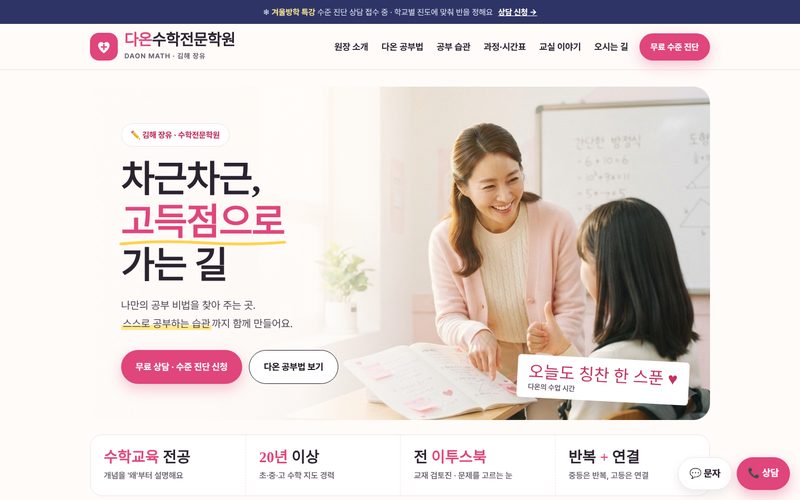 ❄ 겨울방학 특강 수준 진단 상담 접수 중 · 학교별 진도에 맞춰 반을 정해요 상담 신청 →
다온수학전문학원
DAON MATH · 김해 장유
원장 소개 다온 공부법 공부 습관 과정·시간표 교실 이야기 오시는 길 무료 수준 진단
✏️ 김해 장유 · 수학전문학원
차근차근,
고득점으로
가는 길
나만의 공부 비법을 찾아 주는 곳.
스스로 공부하는 습관까지 함께 만들어요.
무료 상담 · 수준 진단 신청 다온 공부법 보기
간단한 방정식
오늘도 칭찬 한 스푼 ♥
다온의 수업 시간
수학교육 전공
개념을 '왜'부터 설명해요
20년 이상
초·중·고 수학 지도 경력
전 이투스북
교재 검토진 · 문제를 고르는 눈
반복 + 연결
중등은 반복, 고등은 연결
💬 문자 📞 상담